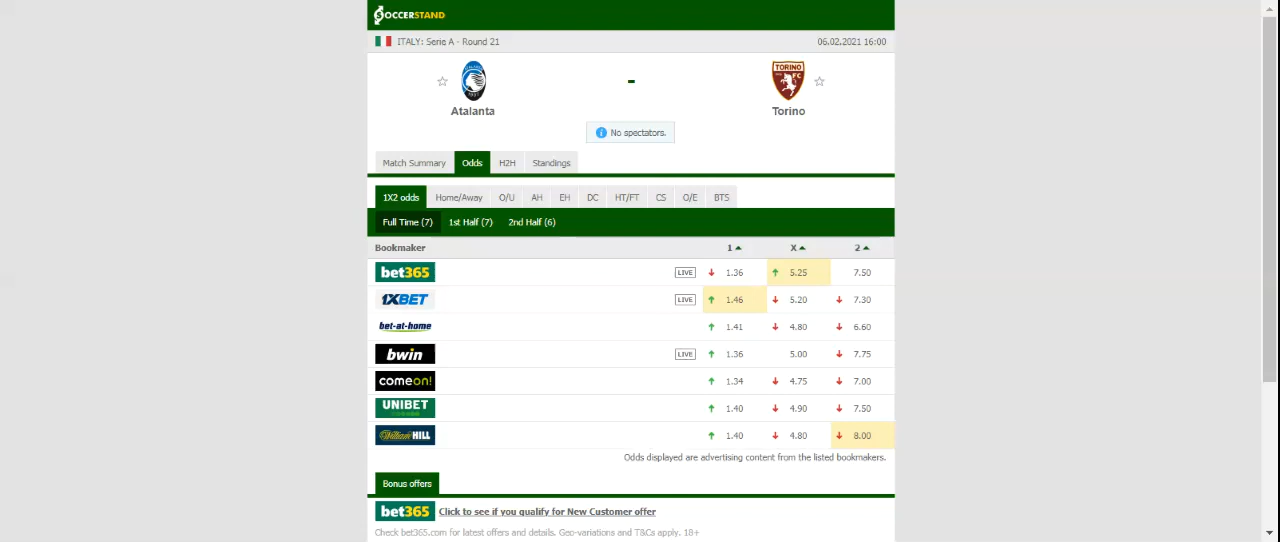 SOCCERSTAND
ITALY: Serie A - Round 21 06.02.2021 16:00
-
Atalanta Torino
No spectators.
Match Summary Odds H2H Standings
1X2 odds Home/Away O/U AH EH DC HT/FT CS O/E BTS
Full Time (7) 1st Half (7) 2nd Half (6)
Bookmaker 1 X 2
bet365 LIVE 1.36 5.25 7.50
1XBET LIVE 1.46 5.20 7.30
bet-at-home 1.41 4.80 6.60
bwin LIVE 1.36 5.00 7.75
comeon! 1.34 4.75 7.00
UNIBET 1.40 4.90 7.50
William HILL 1.40 4.80 8.00
Odds displayed are advertising content from the listed bookmakers.
Bonus offers
bet365 Click to see if you qualify for New Customer offer
Check bet365.com for latest offers and details. Geo-variations and T&Cs apply. 18+